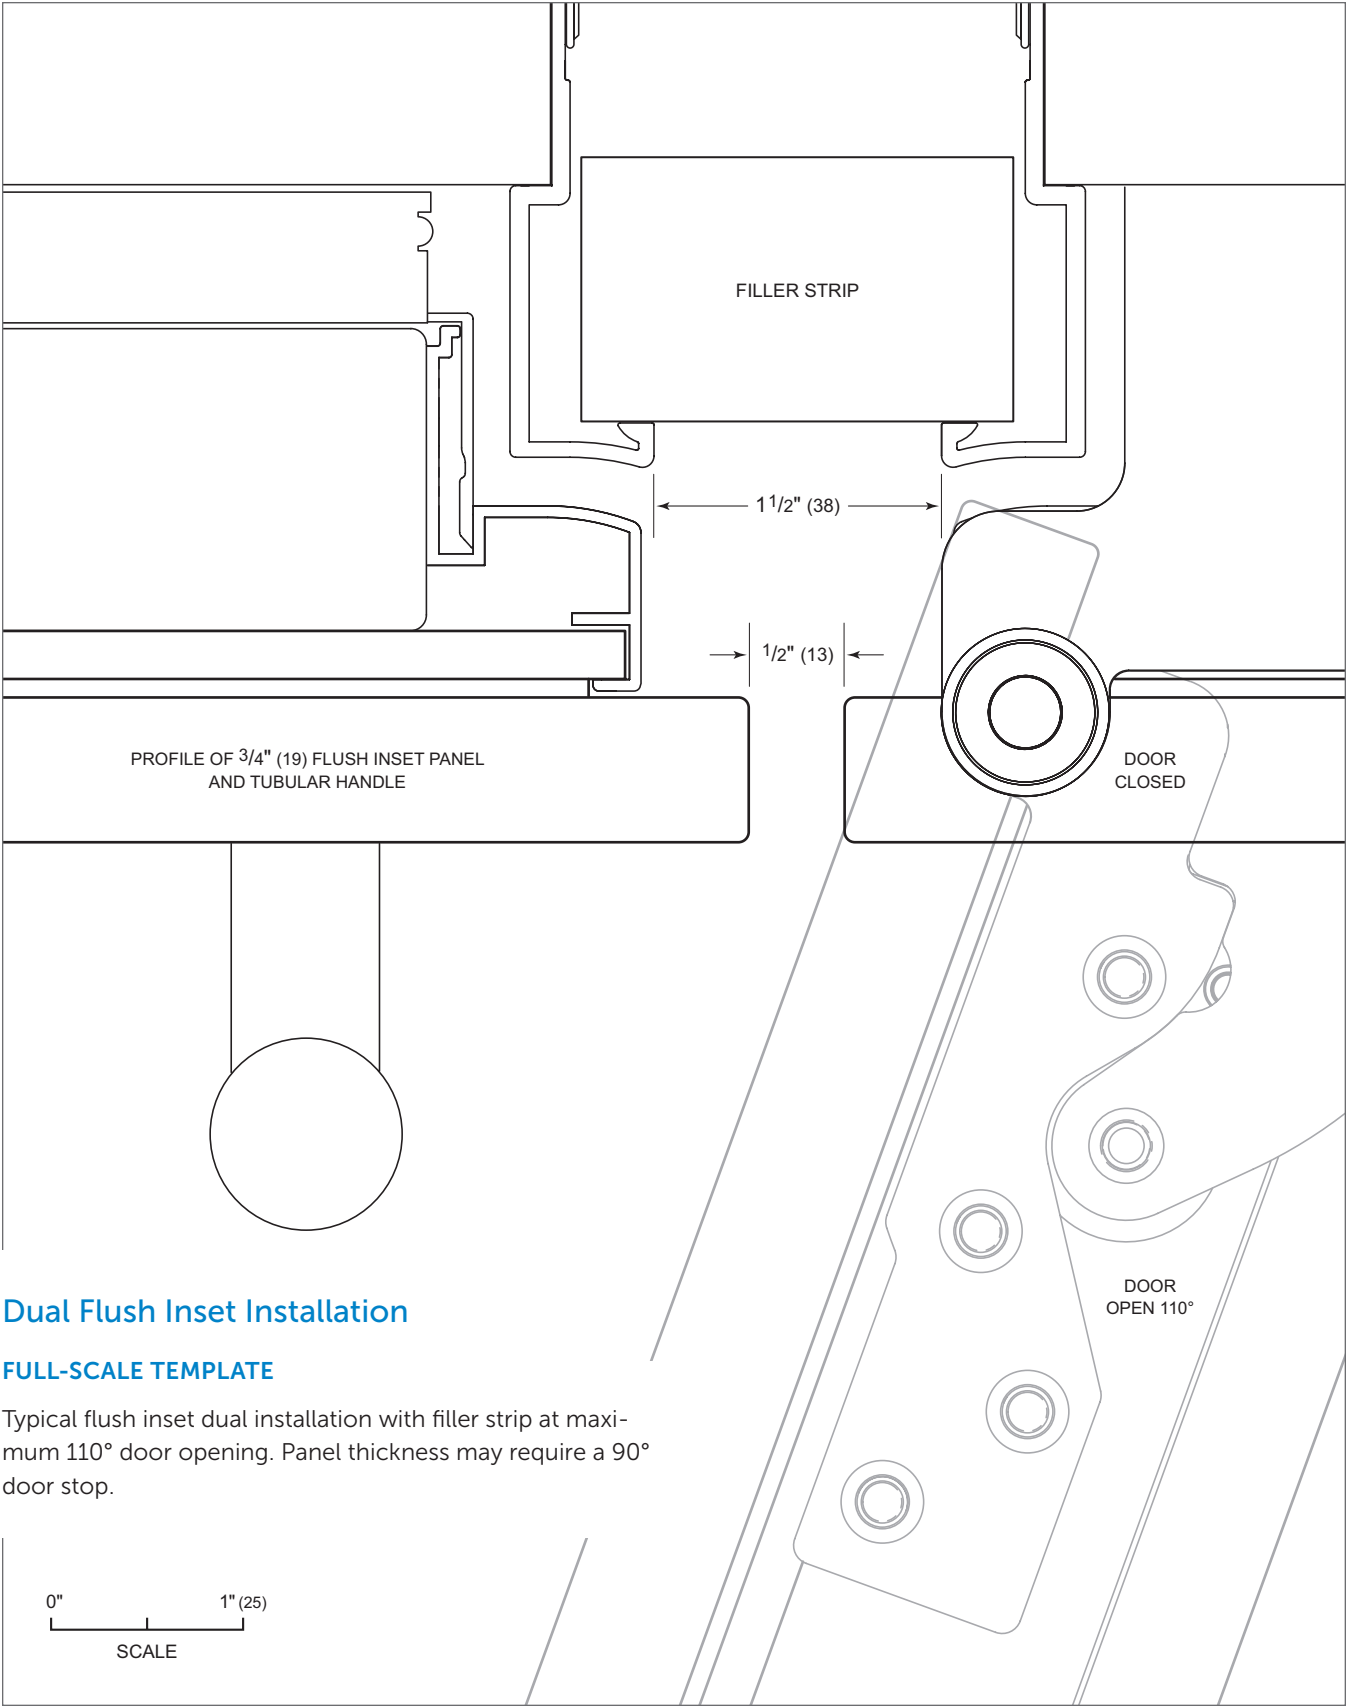 FILLER STRIP
1 1/2" (38)
1/2" (13)
PROFILE OF 3/4" (19) FLUSH INSET PANEL
AND TUBULAR HANDLE
DOOR
CLOSED
DOOR
OPEN 110°
Dual Flush Inset Installation
FULL-SCALE TEMPLATE
Typical flush inset dual installation with filler strip at maxi-
mum 110° door opening. Panel thickness may require a 90°
door stop.
0" 1" (25)
SCALE